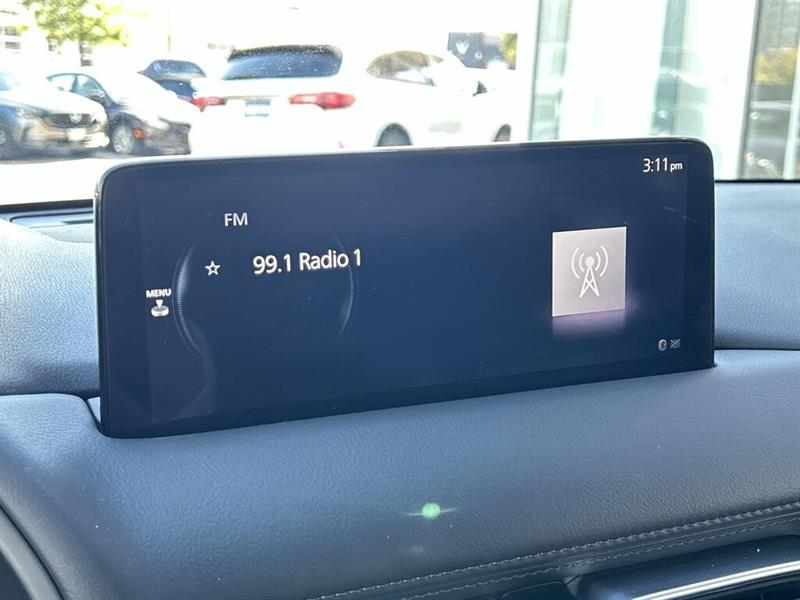 3:11 pm
FM
99.1 Radio 1
MENU